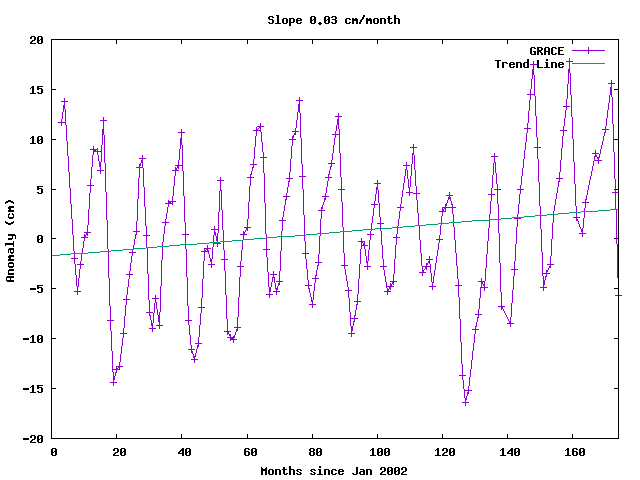 Slope 0.03 cm/month
GRACE
Trend Line
20
15
10
5
0
-5
-10
-15
-20
Anomaly (cm)
0 20 40 60 80 100 120 140 160
Months since Jan 2002